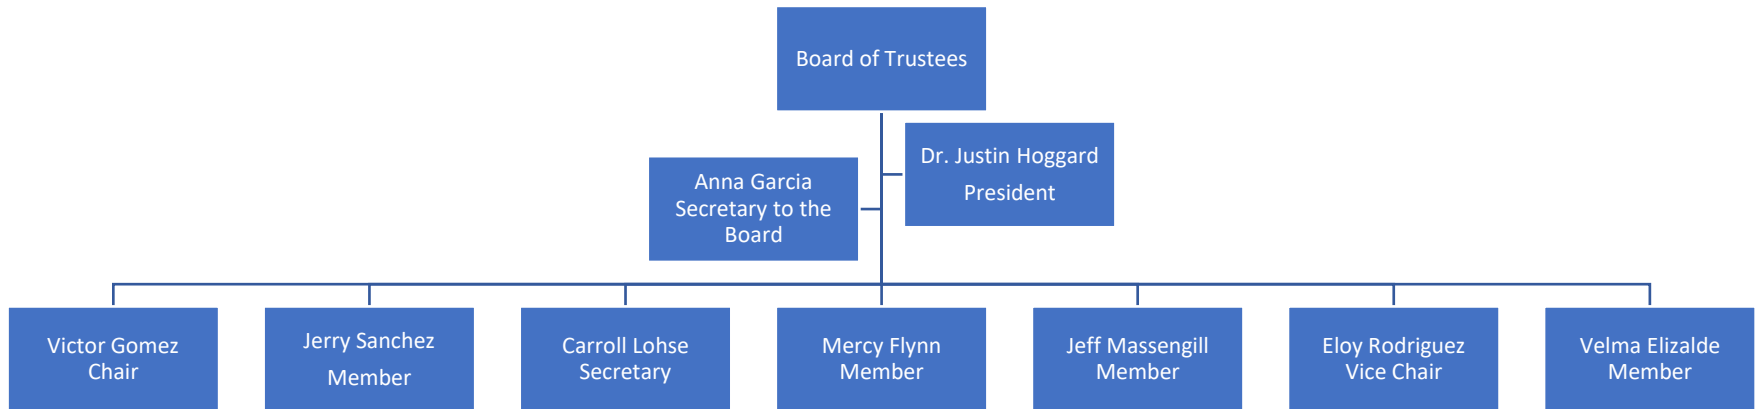 Board of Trustees
Dr. Justin Hoggard
President
Anna Garcia
Secretary to the
Board
Victor Gomez
Chair
Jerry Sanchez
Member
Carroll Lohse
Secretary
Mercy Flynn
Member
Jeff Massengill
Member
Eloy Rodriguez
Vice Chair
Velma Elizalde
Member